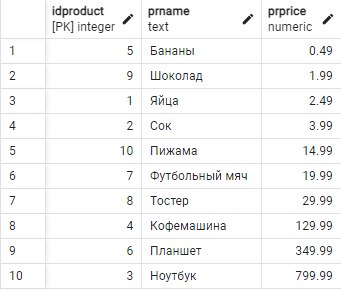 idproduct prname prprice
[PK] integer text numeric
1 5 Бананы 0.49
2 9 Шоколад 1.99
3 1 Яйца 2.49
4 2 Сок 3.99
5 10 Пижама 14.99
6 7 Футбольный мяч 19.99
7 8 Тостер 29.99
8 4 Кофемашина 129.99
9 6 Планшет 349.99
10 3 Ноутбук 799.99